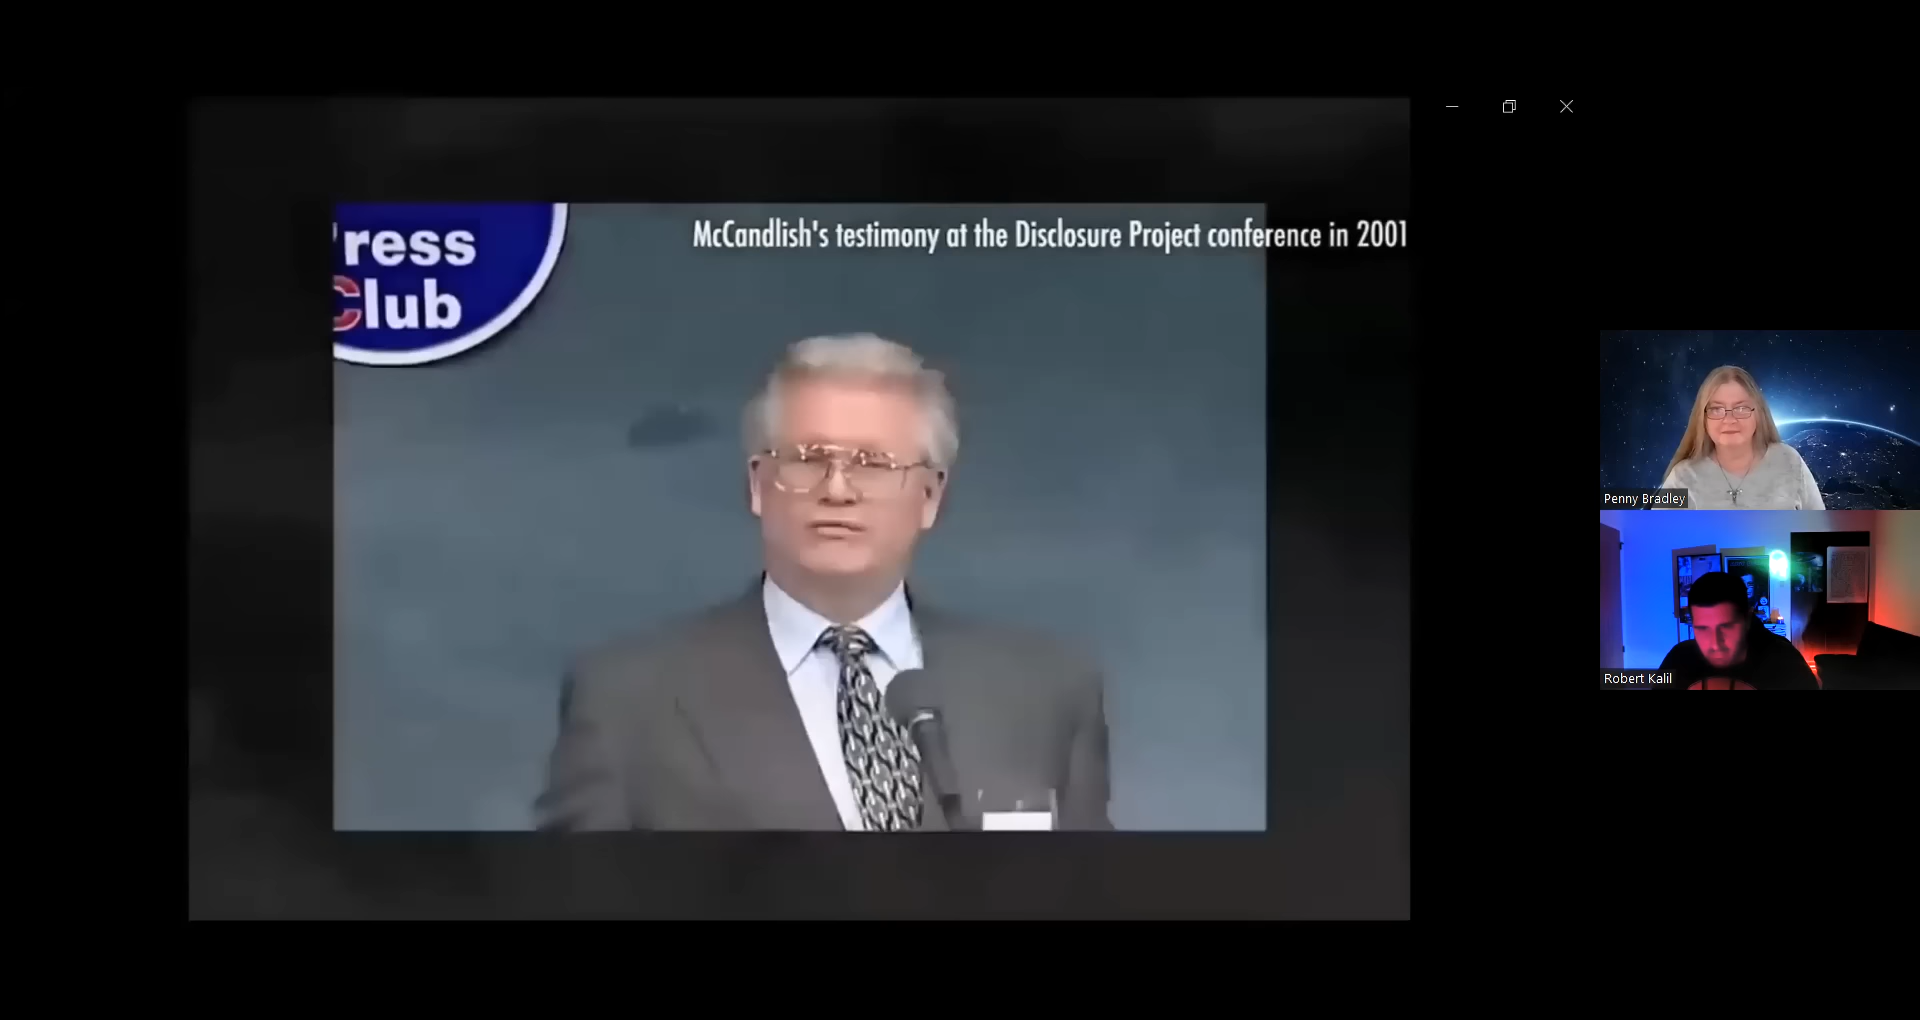 ress
Club
McCandlish's testimony at the Disclosure Project conference in 2001
Penny Bradley
Robert Kalil